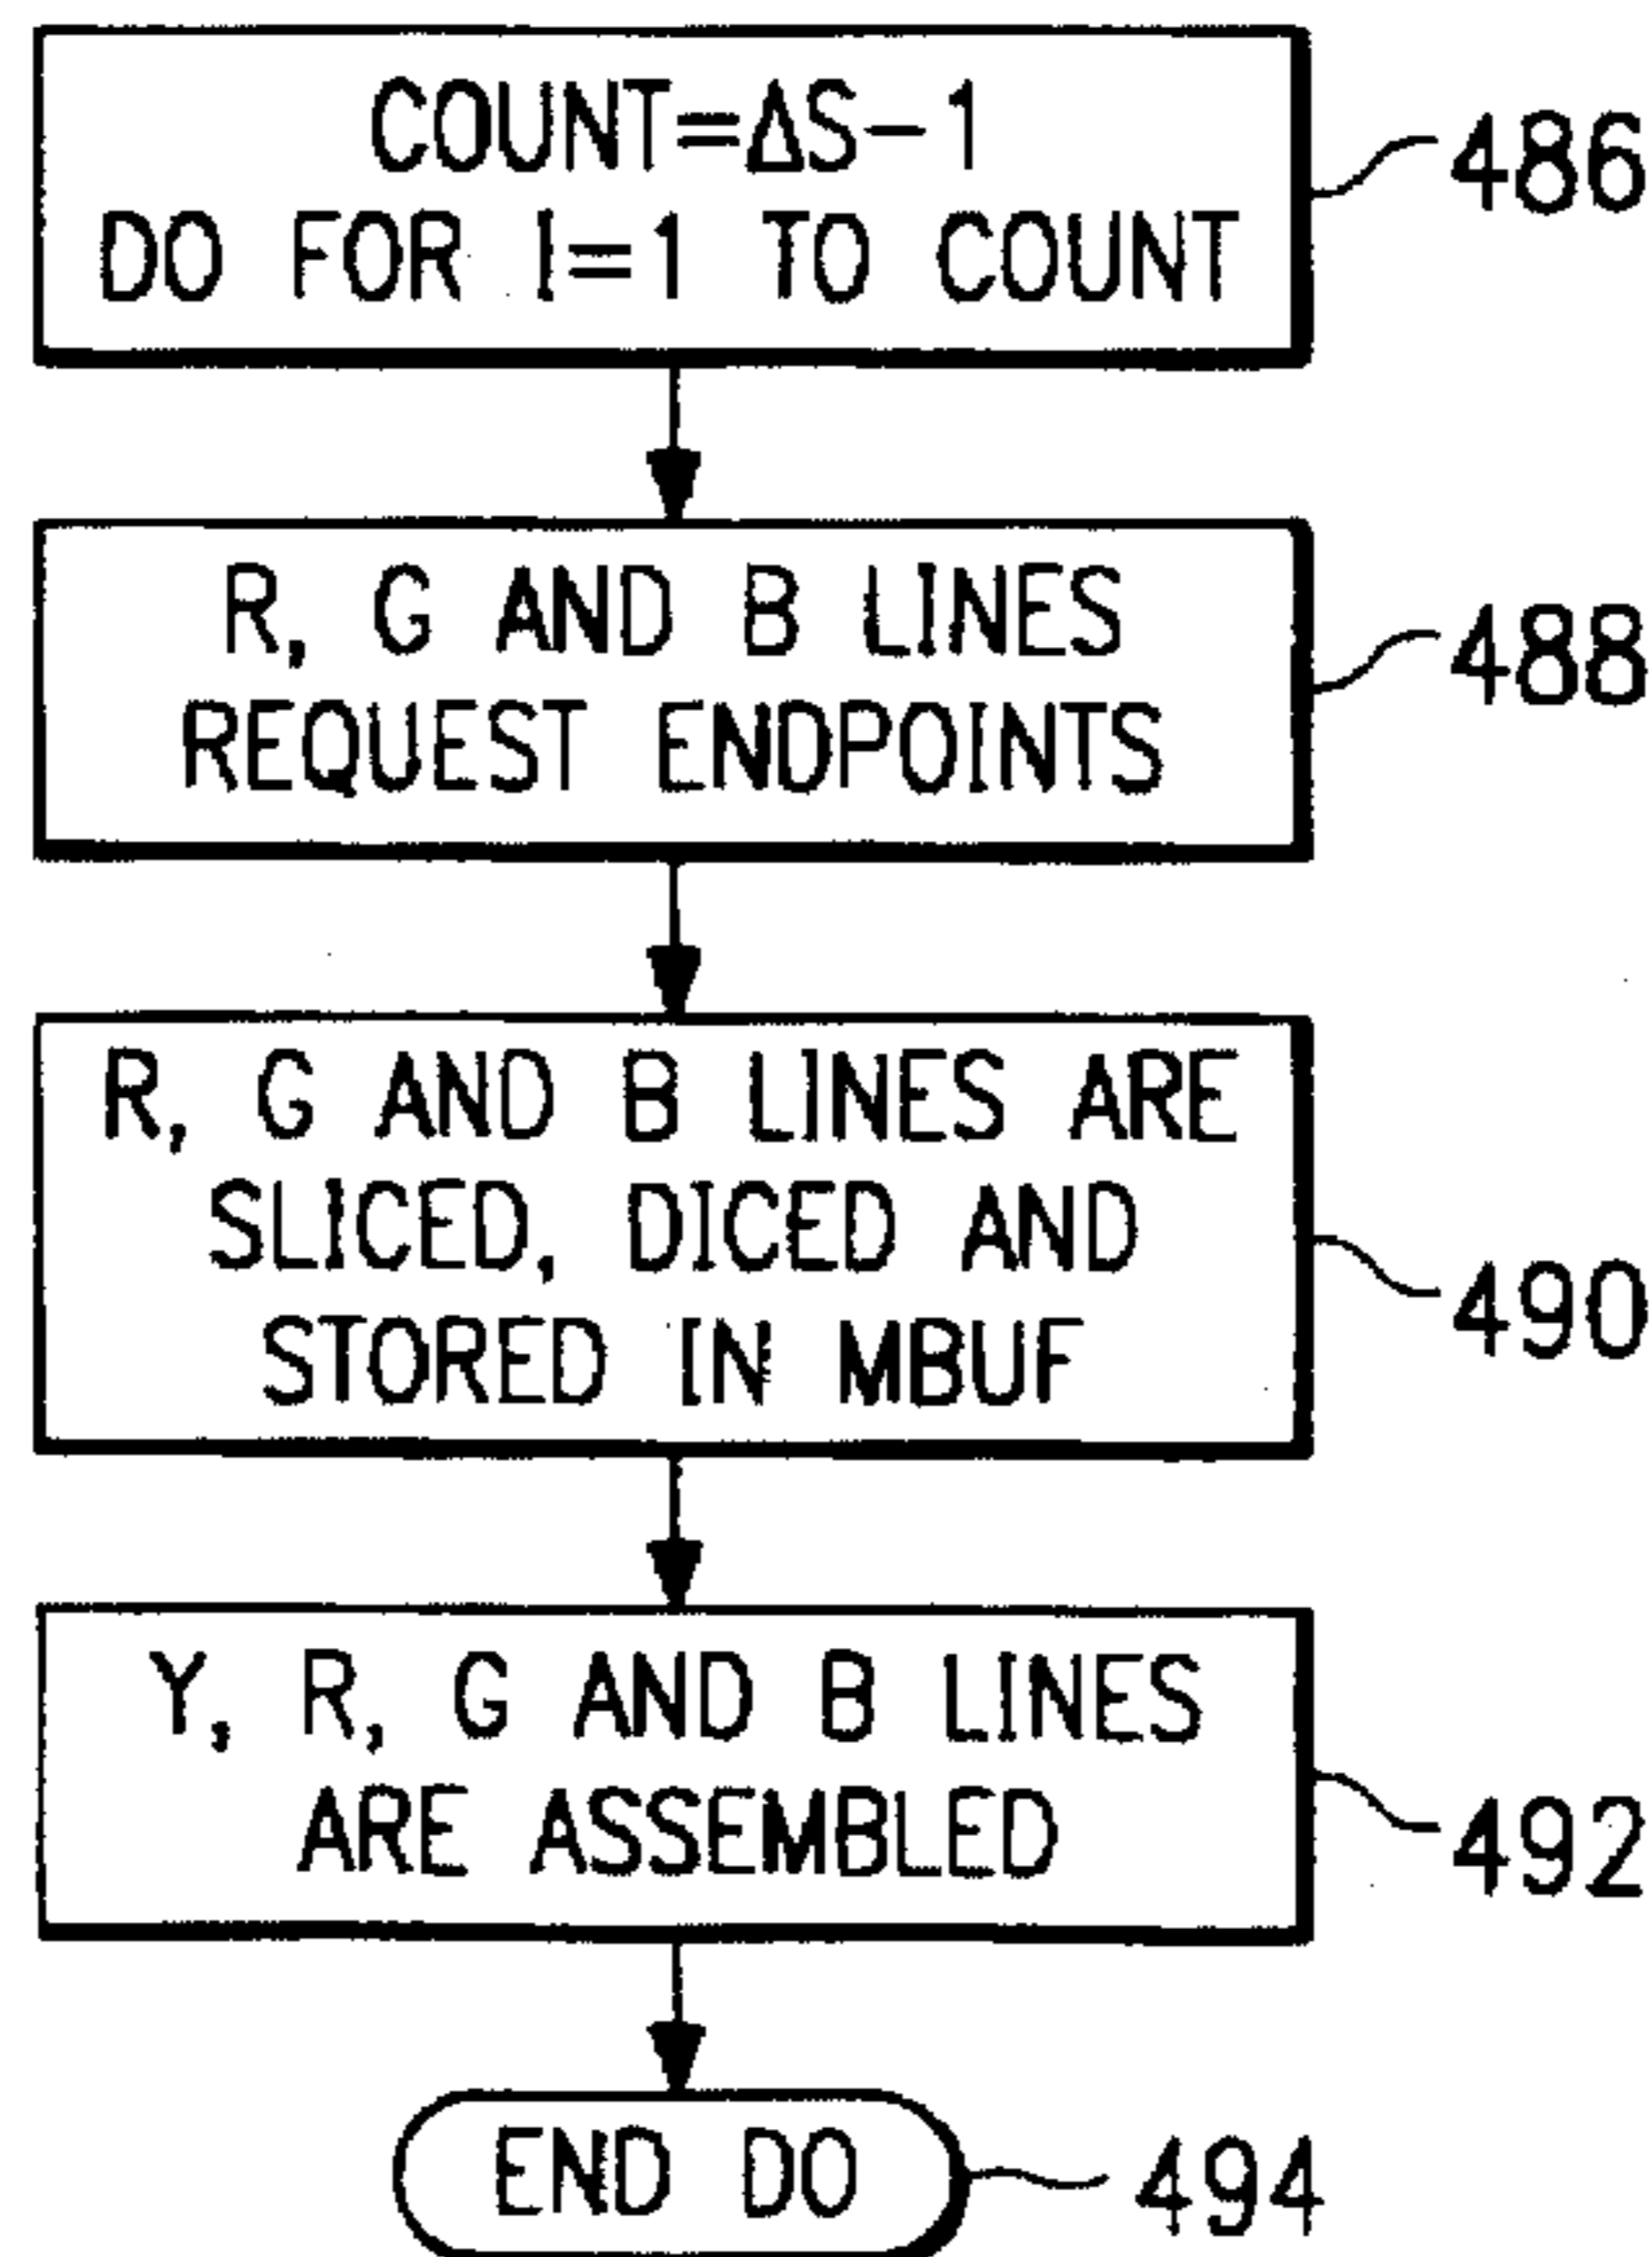 COUNT=ΔS-1
DO FOR I=1 TO COUNT
486
R, G AND B LINES
REQUEST ENDPOINTS
488
R, G AND B LINES ARE
SLICED, DICED AND
STORED IN MBUF
490
Y, R, G AND B LINES
ARE ASSEMBLED
492
END DO
494